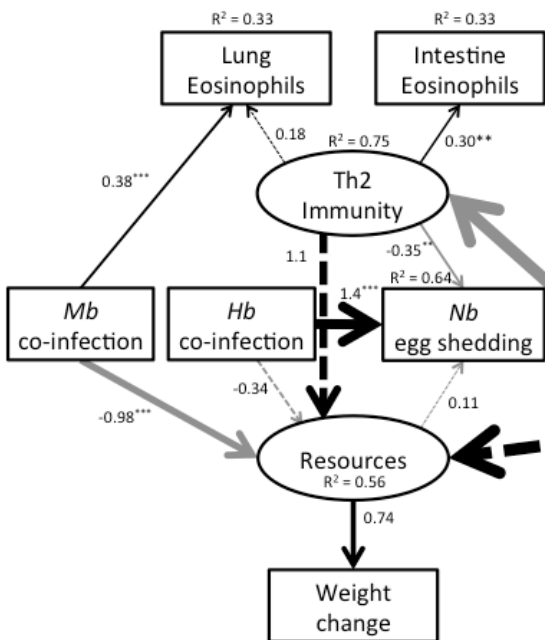 R² = 0.33
R² = 0.33
Lung
Eosinophils
Intestine
Eosinophils
0.18
R² = 0.75
0.30**
0.38***
Th2
Immunity
1.1
-0.35**
R² = 0.64
1.4***
Mb
co-infection
Hb
co-infection
Nb
egg shedding
-0.34
0.11
-0.98***
Resources
R² = 0.56
0.74
Weight
change